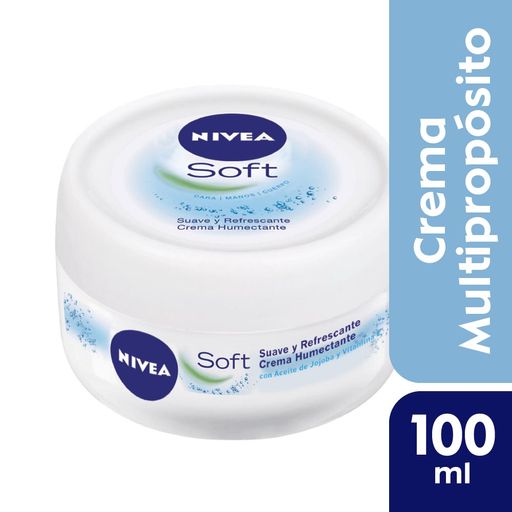 NIVEA
Soft
CARA | MANOS | CUERPO
Suave y Refrescante
Crema Humectante
NIVEA
Soft
Suave y Refrescante
Crema Humectante
con Aceite de Jojoba y Vitamina
Crema
Multipropósito
100
ml